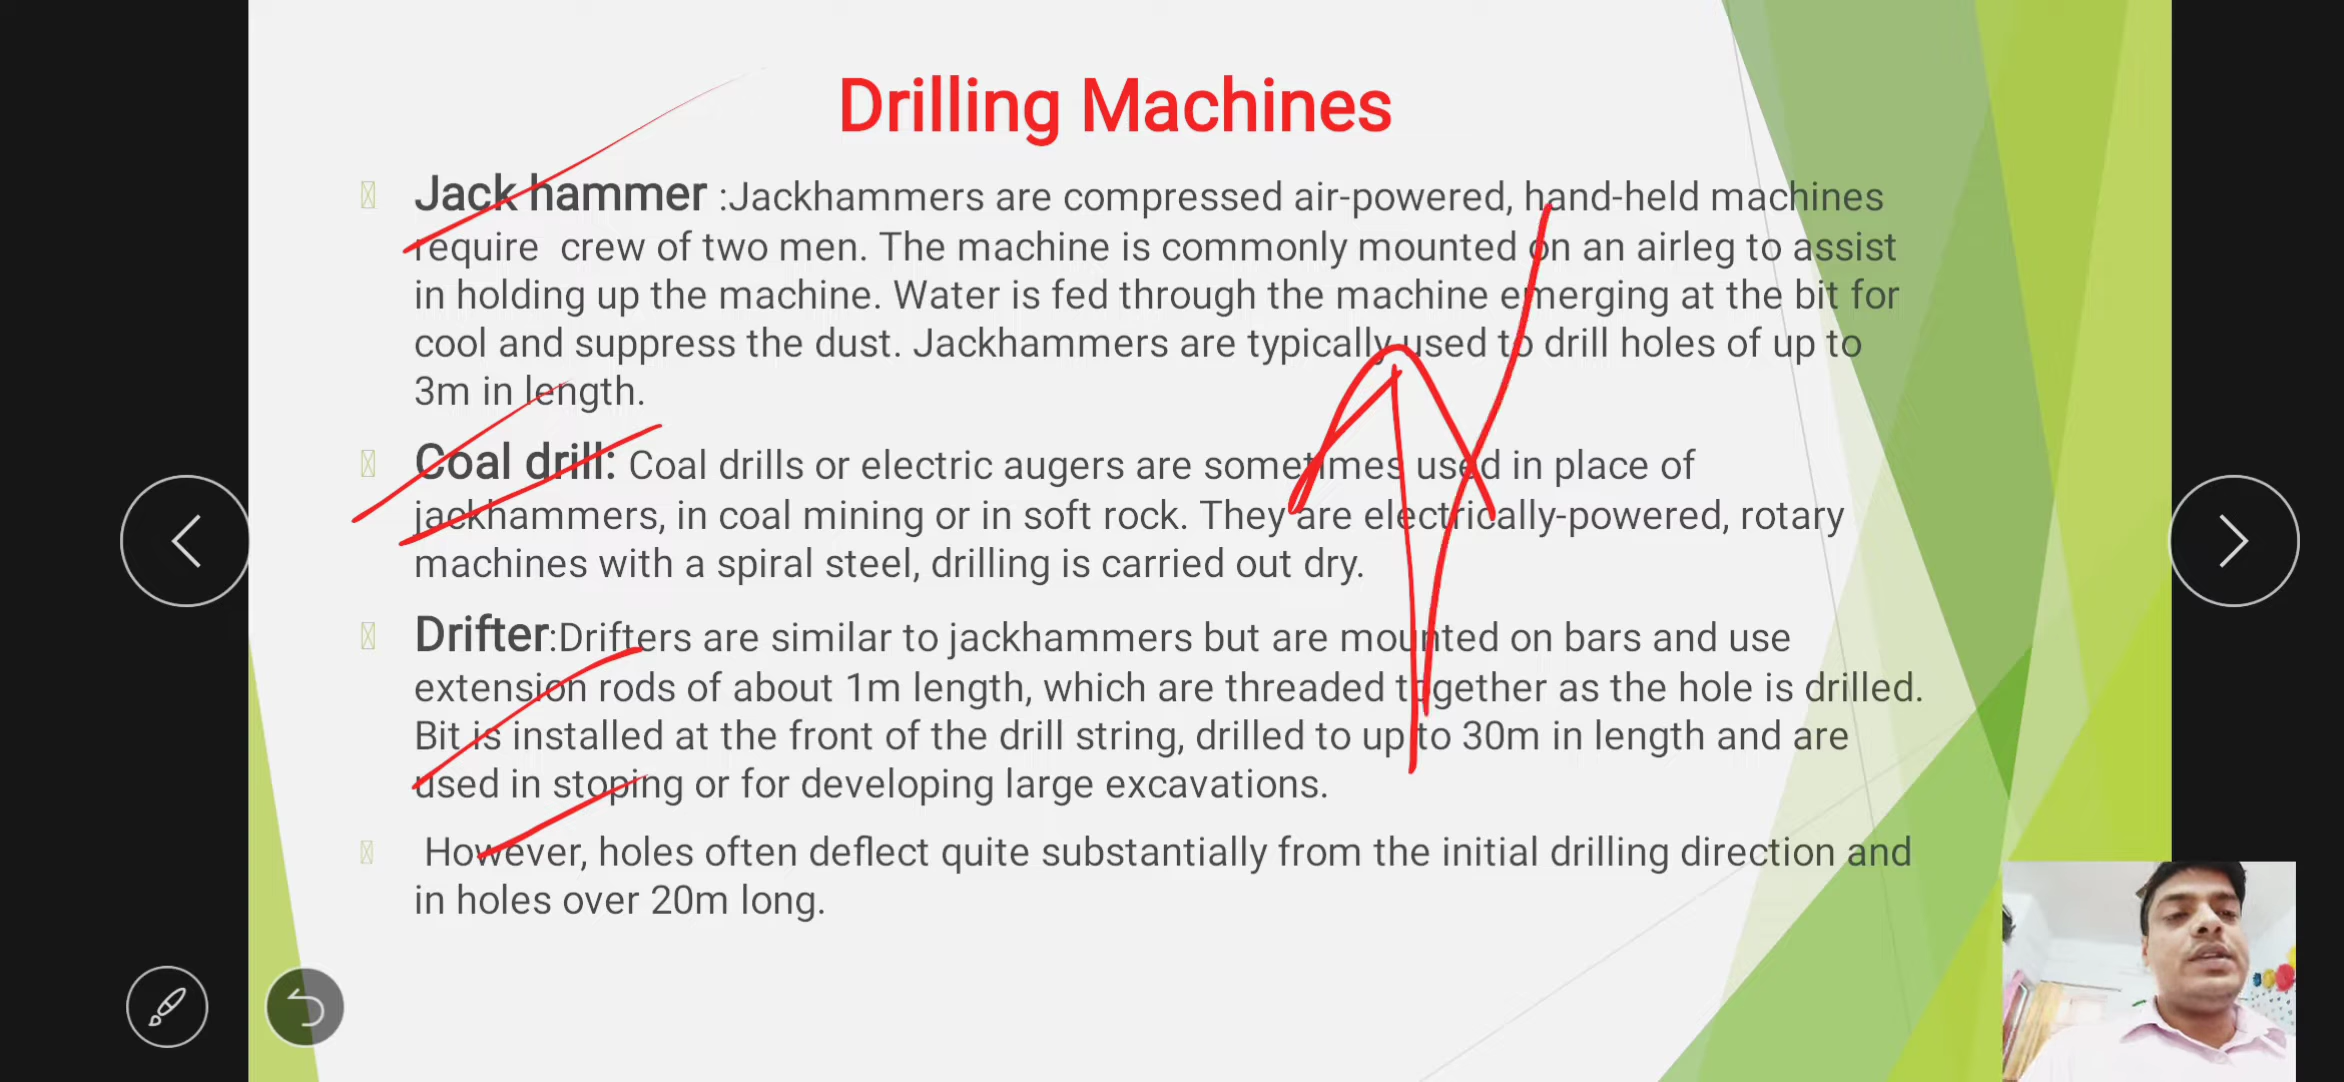 Drilling Machines
Jack hammer :Jackhammers are compressed air-powered, hand-held machines
require crew of two men. The machine is commonly mounted on an airleg to assist
in holding up the machine. Water is fed through the machine emerging at the bit for
cool and suppress the dust. Jackhammers are typically used to drill holes of up to
3m in length.
Coal drill: Coal drills or electric augers are sometimes used in place of
jackhammers, in coal mining or in soft rock. They are electrically-powered, rotary
machines with a spiral steel, drilling is carried out dry.
Drifter:Drifters are similar to jackhammers but are mounted on bars and use
extension rods of about 1m length, which are threaded together as the hole is drilled.
Bit is installed at the front of the drill string, drilled to up to 30m in length and are
used in stoping or for developing large excavations.
However, holes often deflect quite substantially from the initial drilling direction and
in holes over 20m long.